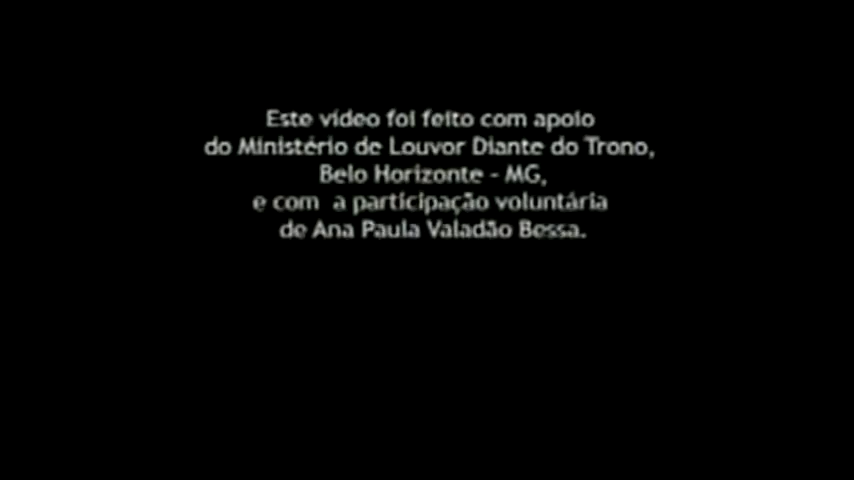 Este vídeo foi feito com apoio
do Ministério de Louvor Diante do Trono,
Belo Horizonte - MG,
e com a participação voluntária
de Ana Paula Valadão Bessa.